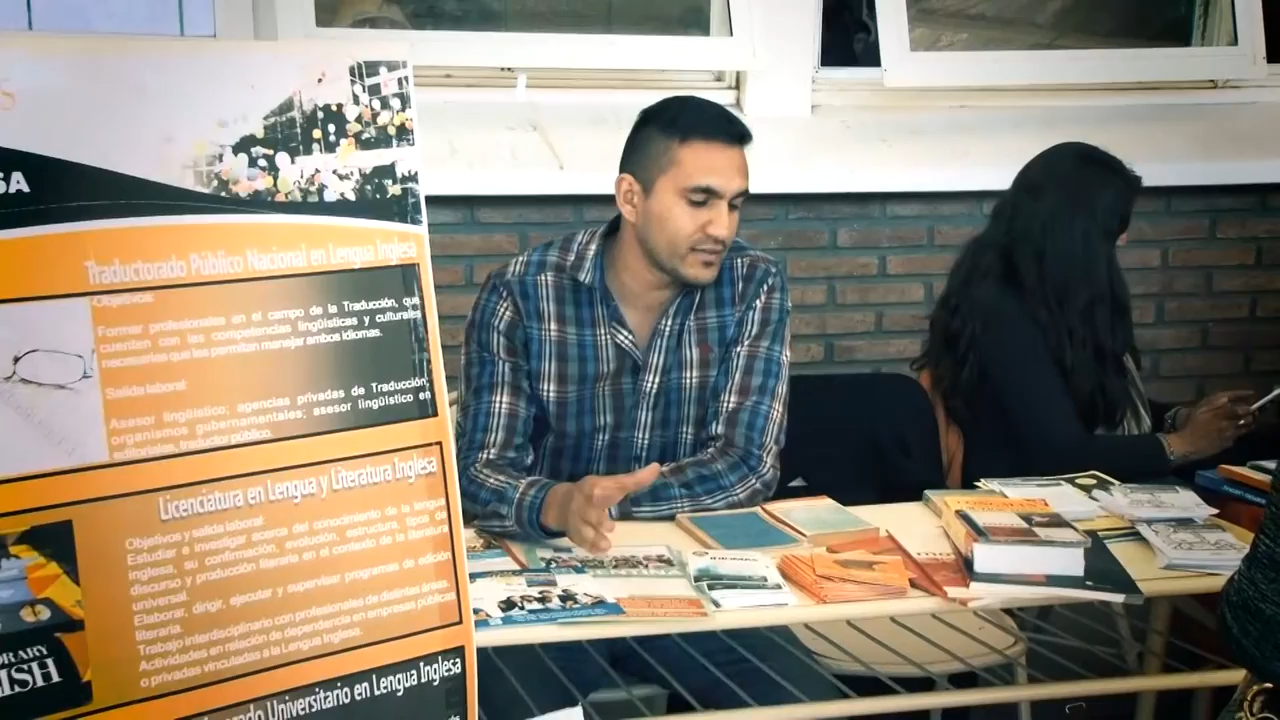 SA
Traductorado Público Nacional en Lengua Inglesa
Objetivos:
Formar profesionales en el campo de la Traducción, que
cuenten con las competencias lingüísticas y culturales
necesarias que les permitan manejar ambos idiomas.
Salida laboral:
Asesor lingüístico; agencias privadas de Traducción;
organismos gubernamentales; asesor lingüístico en
editoriales, traductor público.
Licenciatura en Lengua y Literatura Inglesa
Objetivos y salida laboral:
Estudiar e investigar acerca del conocimiento de la lengua
inglesa, su confirmación, evolución, estructura, tipos de
discurso y producción literaria en el contexto de la literatura
universal.
Elaborar, dirigir, ejecutar y supervisar programas de edición
literaria.
Trabajo interdisciplinario con profesionales de distintas áreas.
Actividades en relación de dependencia en empresas públicas
o privadas vinculadas a la Lengua Inglesa.
ORARY
ISH
orado Universitario en Lengua Inglesa